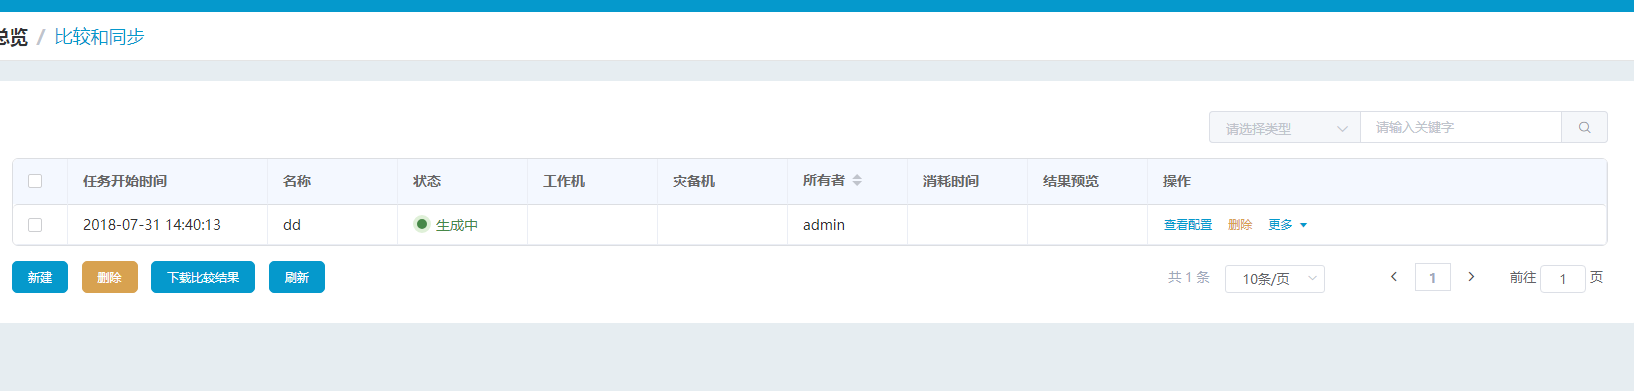 总览 / 比较和同步
请选择类型 请输入关键字
任务开始时间 名称 状态 工作机 灾备机 所有者 消耗时间 结果预览 操作
2018-07-31 14:40:13 dd 生成中 admin 查看配置 删除 更多
新建 删除 下载比较结果 刷新 共 1 条 10条/页 1 前往 1 页